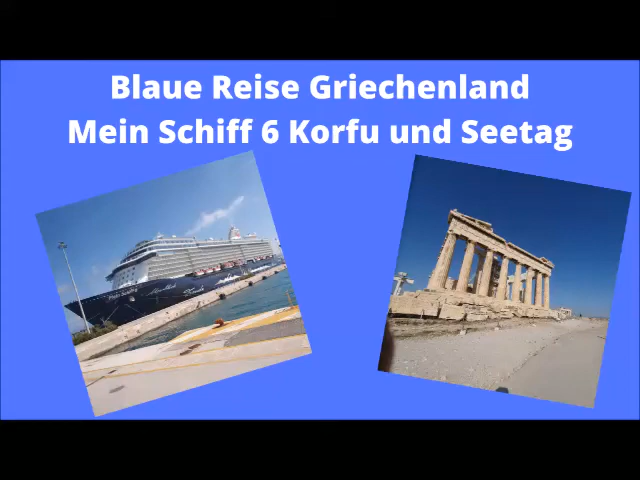 Blaue Reise Griechenland
Mein Schiff 6 Korfu und Seetag